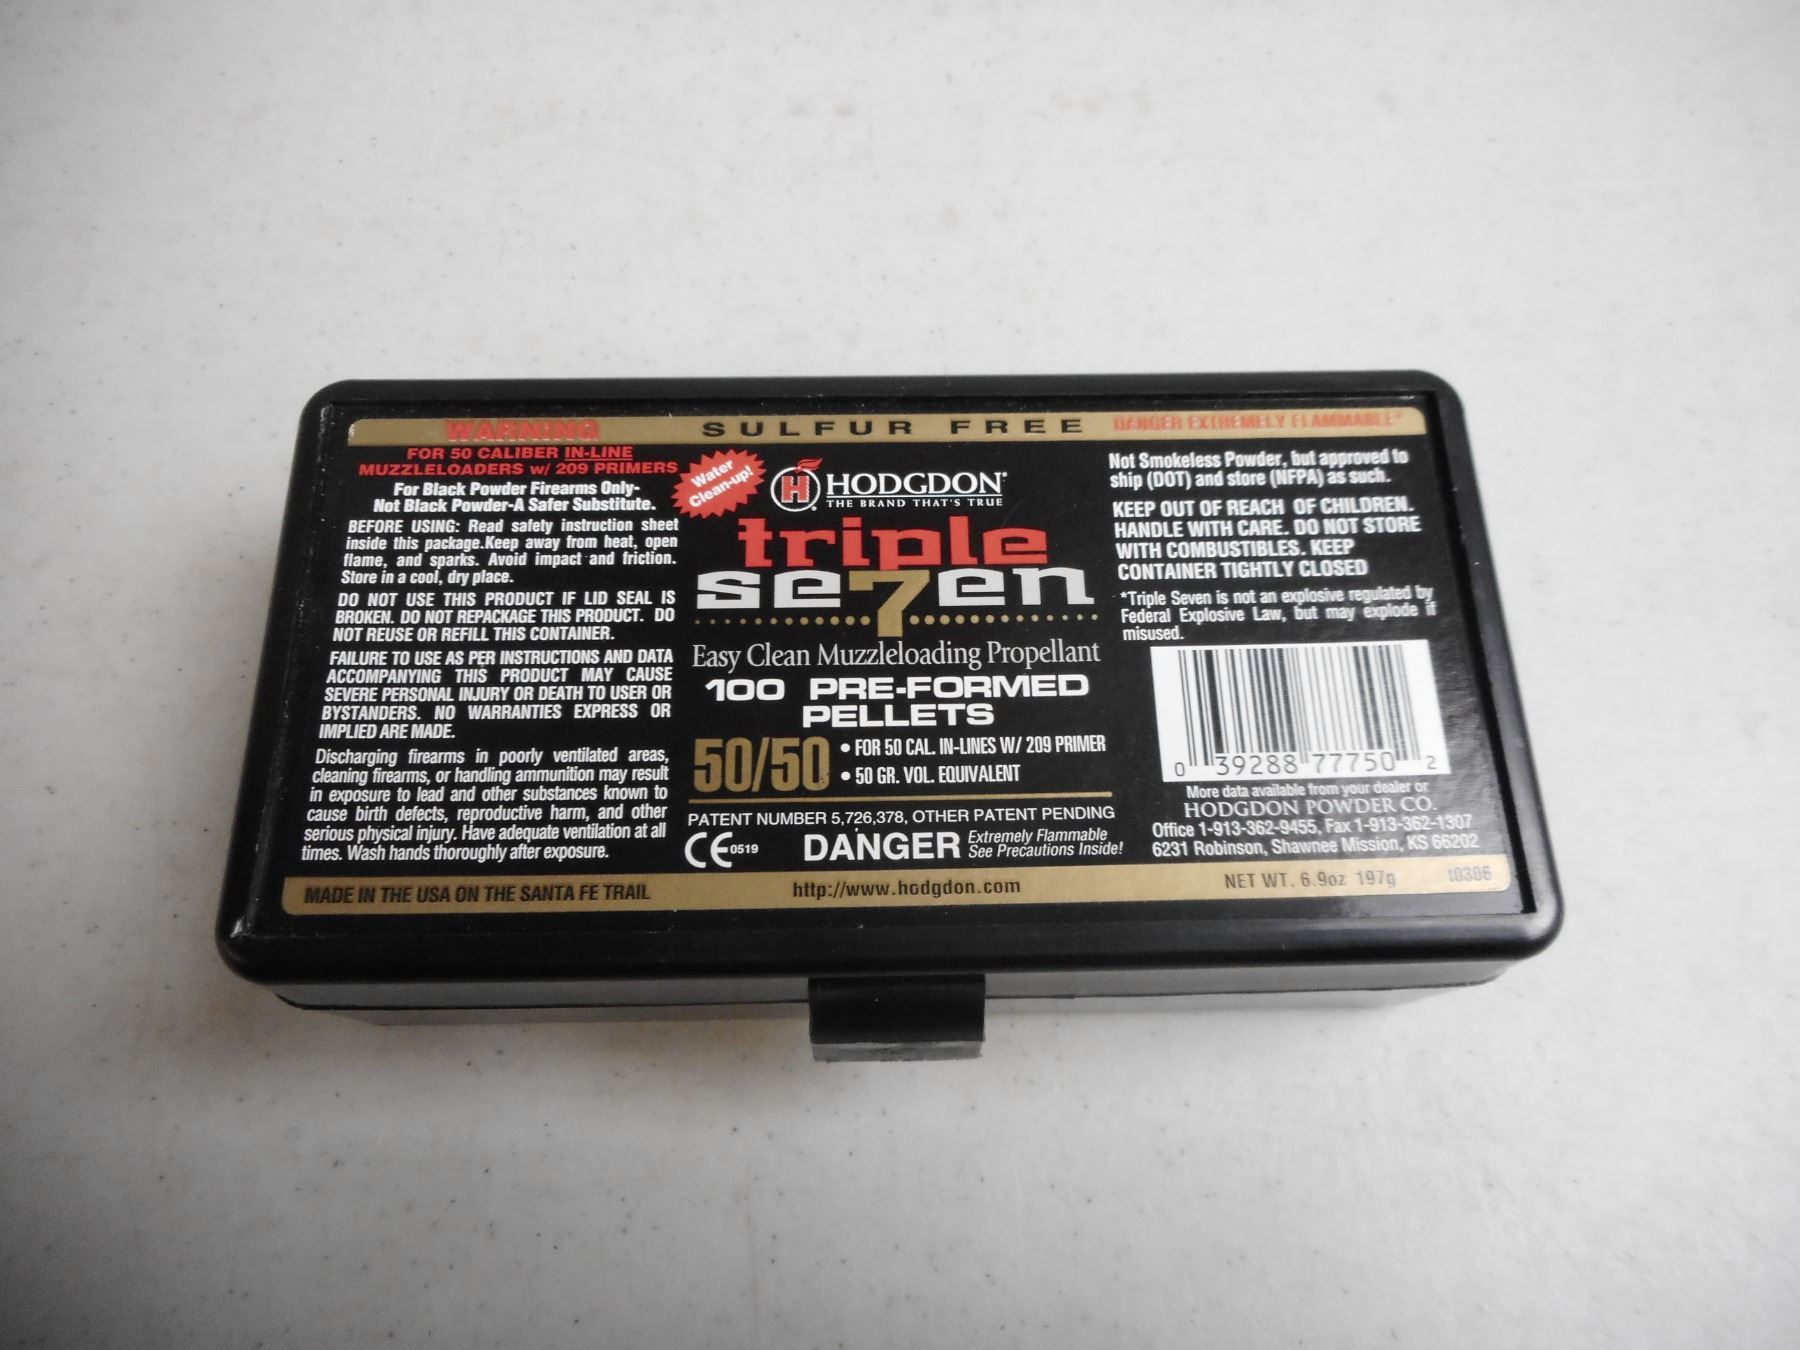 WARNING
SULFUR FREE
DANGER EXTREMELY FLAMMABLE*
FOR 50 CALIBER IN-LINE
MUZZLELOADERS w/ 209 PRIMERS
For Black Powder Firearms Only-
Not Black Powder-A Safer Substitute.
BEFORE USING: Read safety instruction sheet
inside this package.Keep away from heat, open
flame, and sparks. Avoid impact and friction.
Store in a cool, dry place.
DO NOT USE THIS PRODUCT IF LID SEAL IS
BROKEN. DO NOT REPACKAGE THIS PRODUCT. DO
NOT REUSE OR REFILL THIS CONTAINER.
FAILURE TO USE AS PER INSTRUCTIONS AND DATA
ACCOMPANYING THIS PRODUCT MAY CAUSE
SEVERE PERSONAL INJURY OR DEATH TO USER OR
BYSTANDERS. NO WARRANTIES EXPRESS OR
IMPLIED ARE MADE.
Discharging firearms in poorly ventilated areas,
cleaning firearms, or handling ammunition may result
in exposure to lead and other substances known to
cause birth defects, reproductive harm, and other
serious physical injury. Have adequate ventilation at all
times. Wash hands thoroughly after exposure.
Water
Clean-up!
H
HODGDON®
THE BRAND THAT'S TRUE
triple
se7en
Easy Clean Muzzleloading Propellant
100 PRE-FORMED
PELLETS
50/50
• FOR 50 CAL. IN-LINES W/ 209 PRIMER
• 50 GR. VOL. EQUIVALENT
PATENT NUMBER 5,726,378, OTHER PATENT PENDING
CE 0519
DANGER
Extremely Flammable
See Precautions Inside!
Not Smokeless Powder, but approved to
ship (DOT) and store (NFPA) as such.
KEEP OUT OF REACH OF CHILDREN.
HANDLE WITH CARE. DO NOT STORE
WITH COMBUSTIBLES. KEEP
CONTAINER TIGHTLY CLOSED
*Triple Seven is not an explosive regulated by
Federal Explosive Law, but may explode if
misused.
0 39288 77750 2
More data available from your dealer or
HODGDON POWDER CO.
Office 1-913-362-9455, Fax 1-913-362-1307
6231 Robinson, Shawnee Mission, KS 66202
MADE IN THE USA ON THE SANTA FE TRAIL
http://www.hodgdon.com
NET WT. 6.9oz 197g
10306